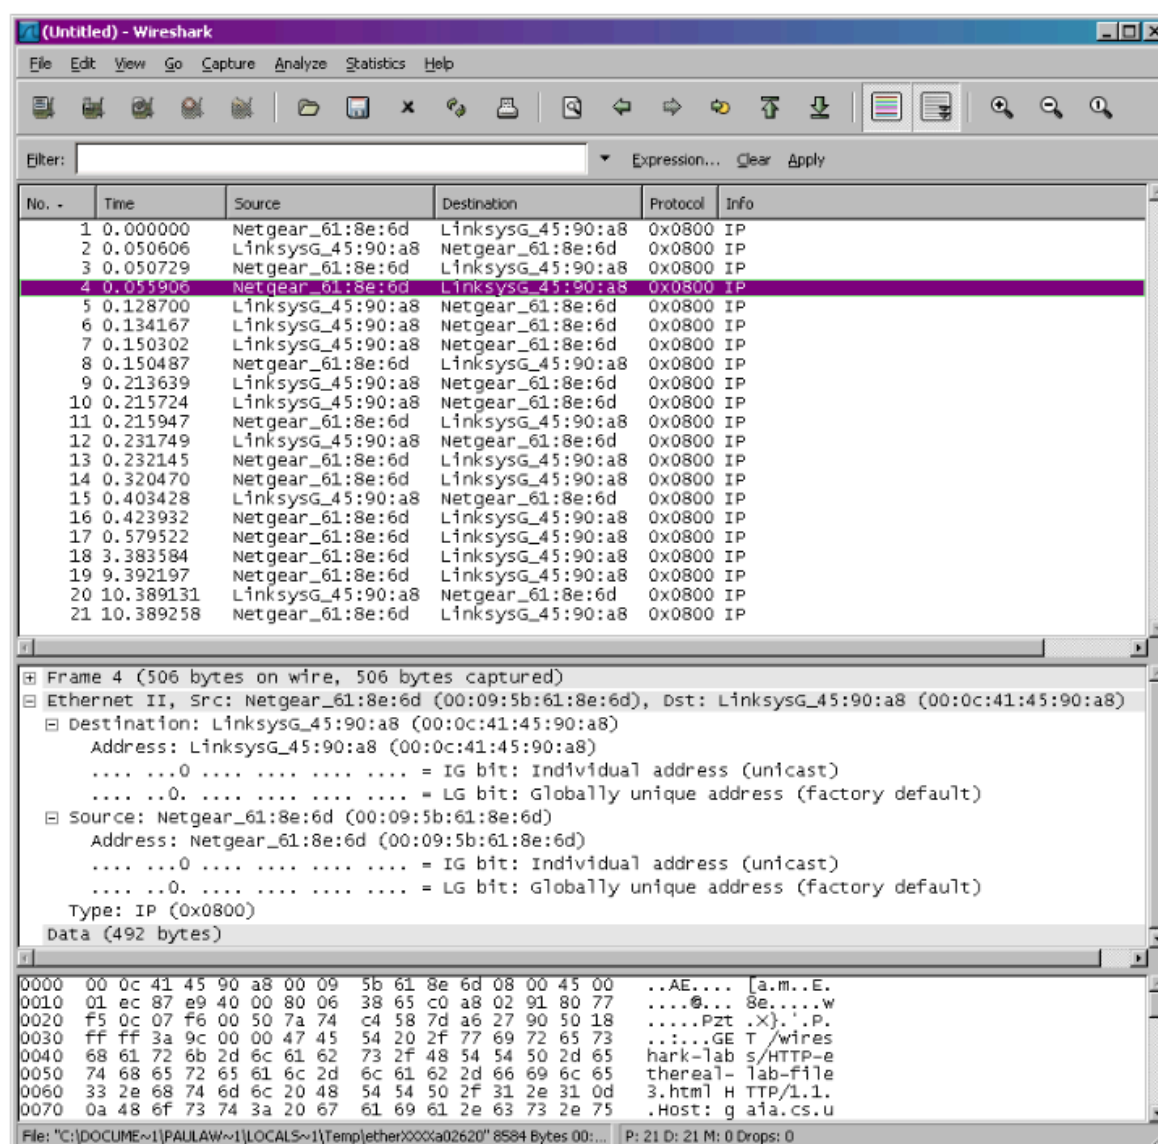 (Untitled) - Wireshark
File Edit View Go Capture Analyze Statistics Help
Filter: Expression... Clear Apply
No. - Time Source Destination Protocol Info
1 0.000000 Netgear_61:8e:6d LinksysG_45:90:a8 0x0800 IP
2 0.050606 LinksysG_45:90:a8 Netgear_61:8e:6d 0x0800 IP
3 0.050729 Netgear_61:8e:6d LinksysG_45:90:a8 0x0800 IP
4 0.055906 Netgear_61:8e:6d LinksysG_45:90:a8 0x0800 IP
5 0.128700 LinksysG_45:90:a8 Netgear_61:8e:6d 0x0800 IP
6 0.134167 LinksysG_45:90:a8 Netgear_61:8e:6d 0x0800 IP
7 0.150302 LinksysG_45:90:a8 Netgear_61:8e:6d 0x0800 IP
8 0.150487 Netgear_61:8e:6d LinksysG_45:90:a8 0x0800 IP
9 0.213639 LinksysG_45:90:a8 Netgear_61:8e:6d 0x0800 IP
10 0.215724 LinksysG_45:90:a8 Netgear_61:8e:6d 0x0800 IP
11 0.215947 Netgear_61:8e:6d LinksysG_45:90:a8 0x0800 IP
12 0.231749 LinksysG_45:90:a8 Netgear_61:8e:6d 0x0800 IP
13 0.232145 Netgear_61:8e:6d LinksysG_45:90:a8 0x0800 IP
14 0.320470 Netgear_61:8e:6d LinksysG_45:90:a8 0x0800 IP
15 0.403428 LinksysG_45:90:a8 Netgear_61:8e:6d 0x0800 IP
16 0.423932 Netgear_61:8e:6d LinksysG_45:90:a8 0x0800 IP
17 0.579522 Netgear_61:8e:6d LinksysG_45:90:a8 0x0800 IP
18 3.383584 Netgear_61:8e:6d LinksysG_45:90:a8 0x0800 IP
19 9.392197 Netgear_61:8e:6d LinksysG_45:90:a8 0x0800 IP
20 10.389131 LinksysG_45:90:a8 Netgear_61:8e:6d 0x0800 IP
21 10.389258 Netgear_61:8e:6d LinksysG_45:90:a8 0x0800 IP
Frame 4 (506 bytes on wire, 506 bytes captured)
Ethernet II, Src: Netgear_61:8e:6d (00:09:5b:61:8e:6d), Dst: LinksysG_45:90:a8 (00:0c:41:45:90:a8)
Destination: LinksysG_45:90:a8 (00:0c:41:45:90:a8)
Address: LinksysG_45:90:a8 (00:0c:41:45:90:a8)
.... ...0 .... .... .... .... = IG bit: Individual address (unicast)
.... ..0. .... .... .... .... = LG bit: Globally unique address (factory default)
Source: Netgear_61:8e:6d (00:09:5b:61:8e:6d)
Address: Netgear_61:8e:6d (00:09:5b:61:8e:6d)
.... ...0 .... .... .... .... = IG bit: Individual address (unicast)
.... ..0. .... .... .... .... = LG bit: Globally unique address (factory default)
Type: IP (0x0800)
Data (492 bytes)
0000 00 0c 41 45 90 a8 00 09 5b 61 8e 6d 08 00 45 00 ..AE.... [a.m..E.
0010 01 ec 87 e9 40 00 80 06 38 65 c0 a8 02 91 80 77 ....@... 8e.....w
0020 f5 0c 07 f6 00 50 7a 74 c4 58 7d a6 27 90 50 18 .....Pzt .X}.'.P.
0030 ff ff 3a 9c 00 00 47 45 54 20 2f 77 69 72 65 73 ..:...GE T /wires
0040 68 61 72 6b 2d 6c 61 62 73 2f 48 54 54 50 2d 65 hark-lab s/HTTP-e
0050 74 68 65 72 65 61 6c 2d 6c 61 62 2d 66 69 6c 65 thereal- lab-file
0060 33 2e 68 74 6d 6c 20 48 54 54 50 2f 31 2e 31 0d 3.html H TTP/1.1.
0070 0a 48 6f 73 74 3a 20 67 61 69 61 2e 63 73 2e 75 .Host: g aia.cs.u
File: "C:\DOCUME~1\PAULAW~1\LOCALS~1\Temp\etherXXXXa02620" 8584 Bytes 00:... P: 21 D: 21 M: 0 Drops: 0